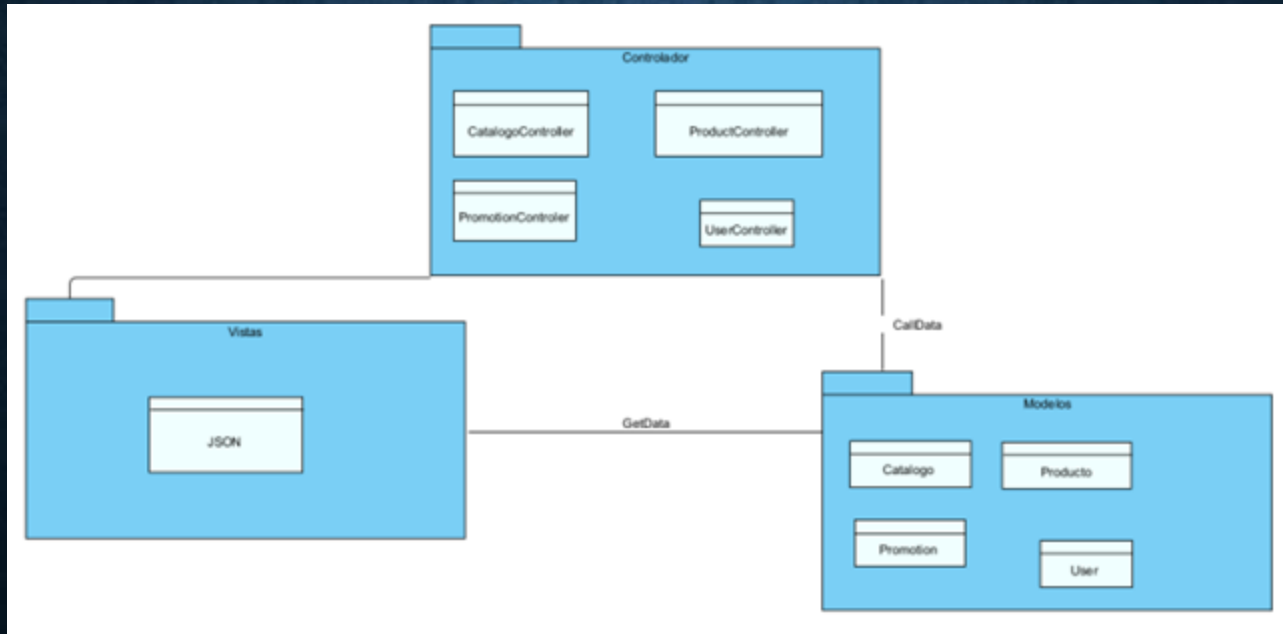 Controlador
CatalogoController
ProductController
PromotionControler
UserController
Vistas
CallData
JSON
GetData
Modelos
Catalogo
Producto
Promotion
User